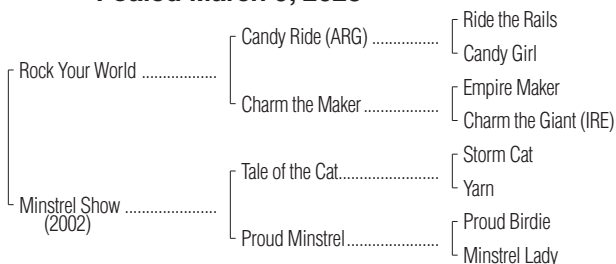 March
Ride the Rails
Candy Ride (ARG) ..................
Candy Girl
Rock Your World ..................
Empire Maker
Charm the Maker ..................
Charm the Giant (IRE)
Storm Cat
Tale of the Cat........................
Yarn
Minstrel Show ......................
(2002)
Proud Birdie
Proud Minstrel......................
Minstrel Lady